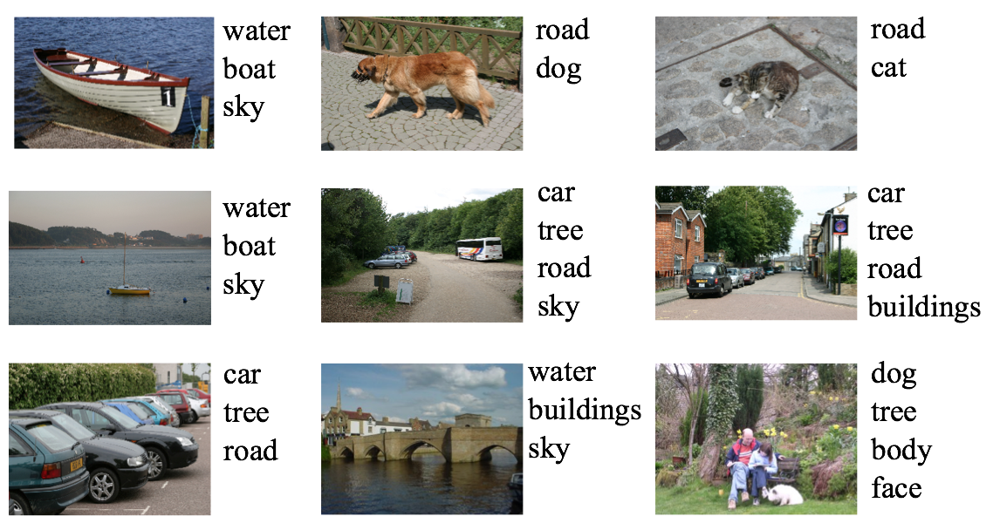 water
boat
sky
1
road
dog
road
cat
water
boat
sky
car
tree
road
sky
car
tree
road
buildings
car
tree
road
water
buildings
sky
dog
tree
body
face